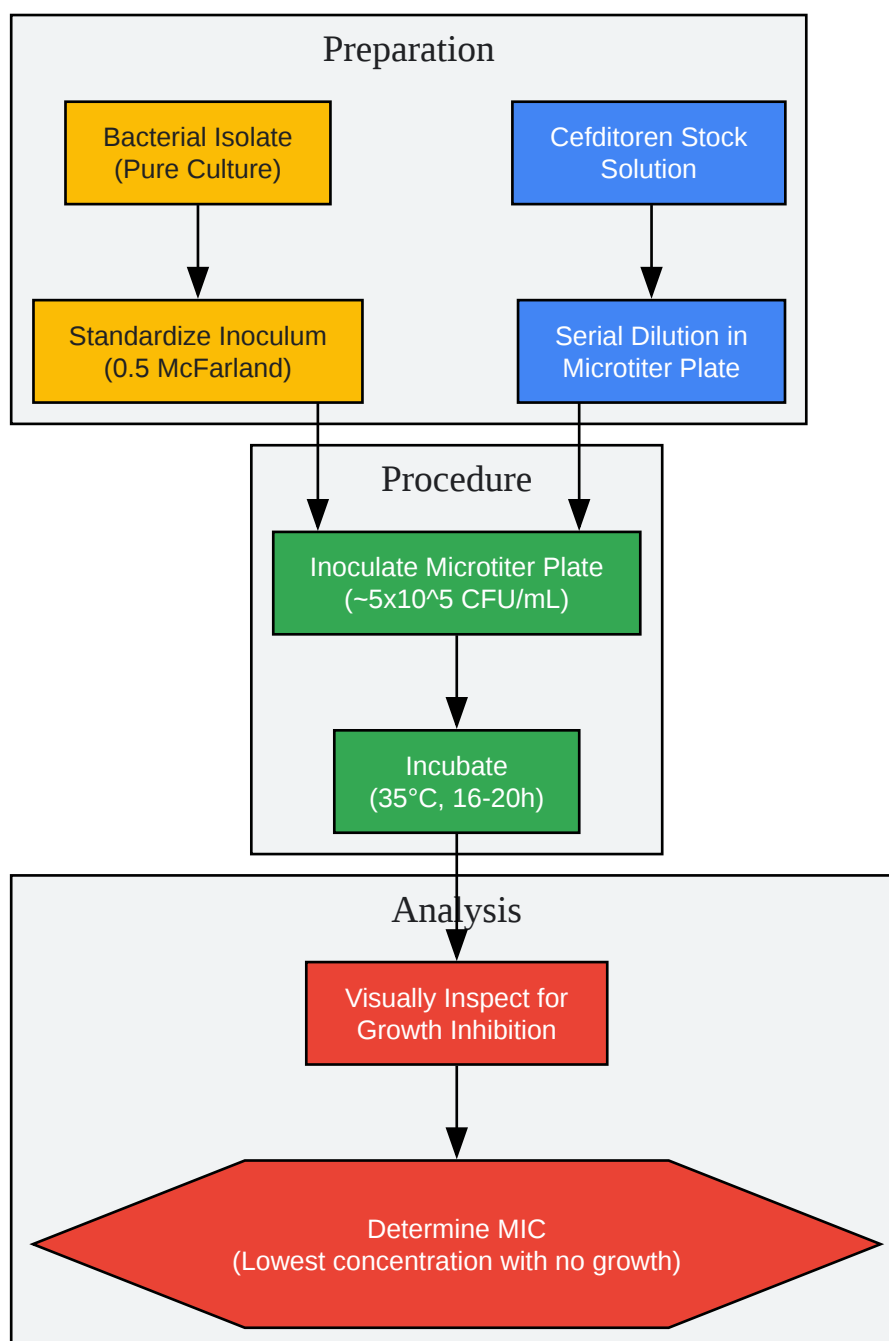 Preparation
Bacterial Isolate
(Pure Culture)
Cefditoren Stock
Solution
Standardize Inoculum
(0.5 McFarland)
Serial Dilution in
Microtiter Plate
Procedure
Inoculate Microtiter Plate
(~5x10^5 CFU/mL)
Incubate
(35°C, 16-20h)
Analysis
Visually Inspect for
Growth Inhibition
Determine MIC
(Lowest concentration with no growth)